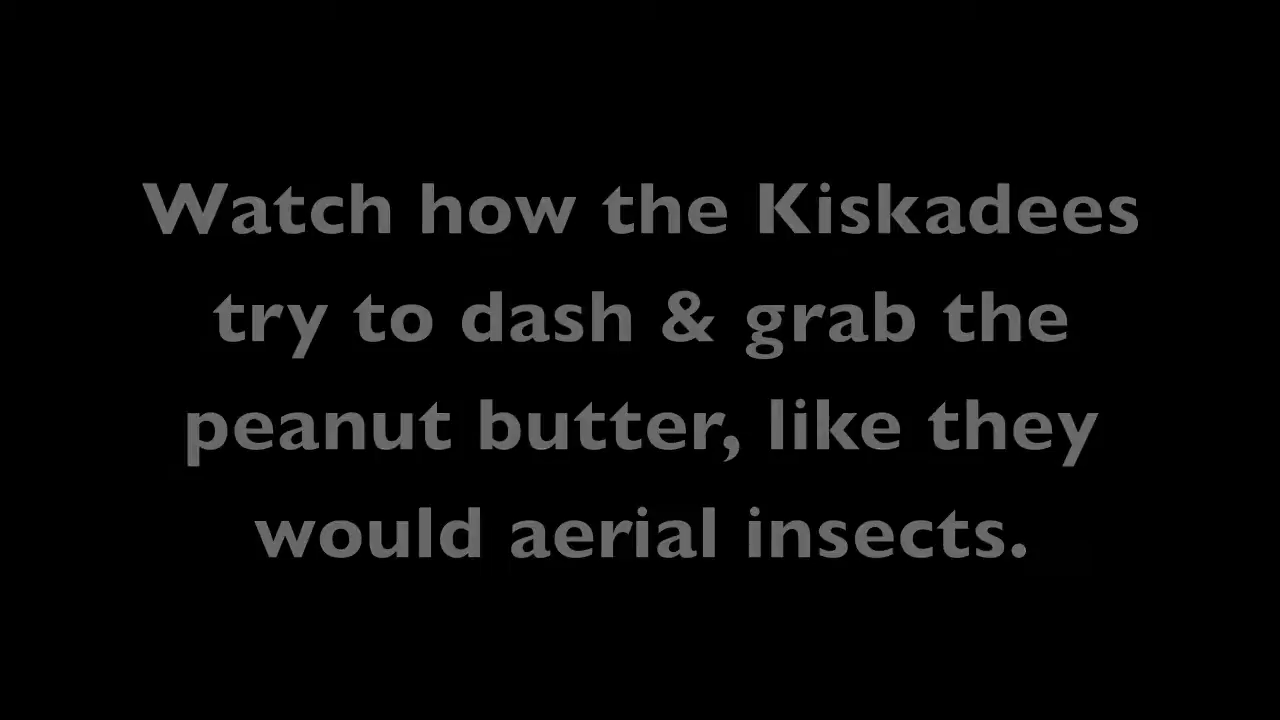 Watch how the Kiskadees
try to dash & grab the
peanut butter, like they
would aerial insects.